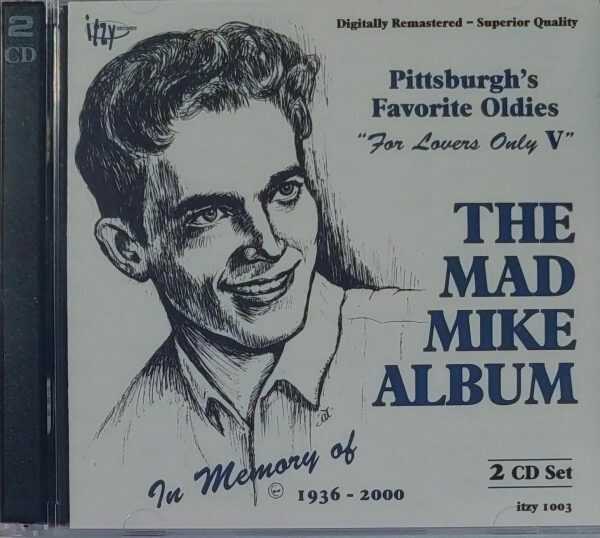 2
CD
itzy
Digitally Remastered – Superior Quality
Pittsburgh's
Favorite Oldies
"For Lovers Only V"
THE
MAD
MIKE
ALBUM
In Memory of
1936 - 2000
2 CD Set
itzy 1003